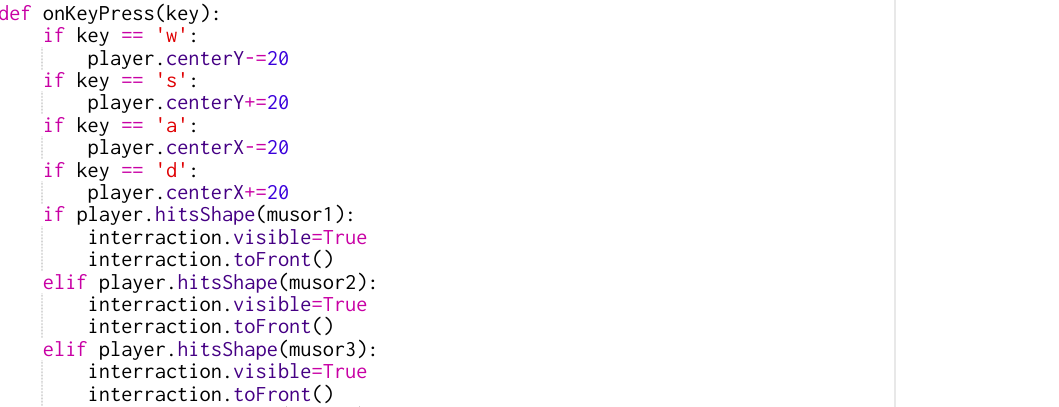 def onKeyPress(key):
    if key == 'w':
        player.centerY-=20
    if key == 's':
        player.centerY+=20
    if key == 'a':
        player.centerX-=20
    if key == 'd':
        player.centerX+=20
    if player.hitsShape(musor1):
        interraction.visible=True
        interraction.toFront()
    elif player.hitsShape(musor2):
        interraction.visible=True
        interraction.toFront()
    elif player.hitsShape(musor3):
        interraction.visible=True
        interraction.toFront()